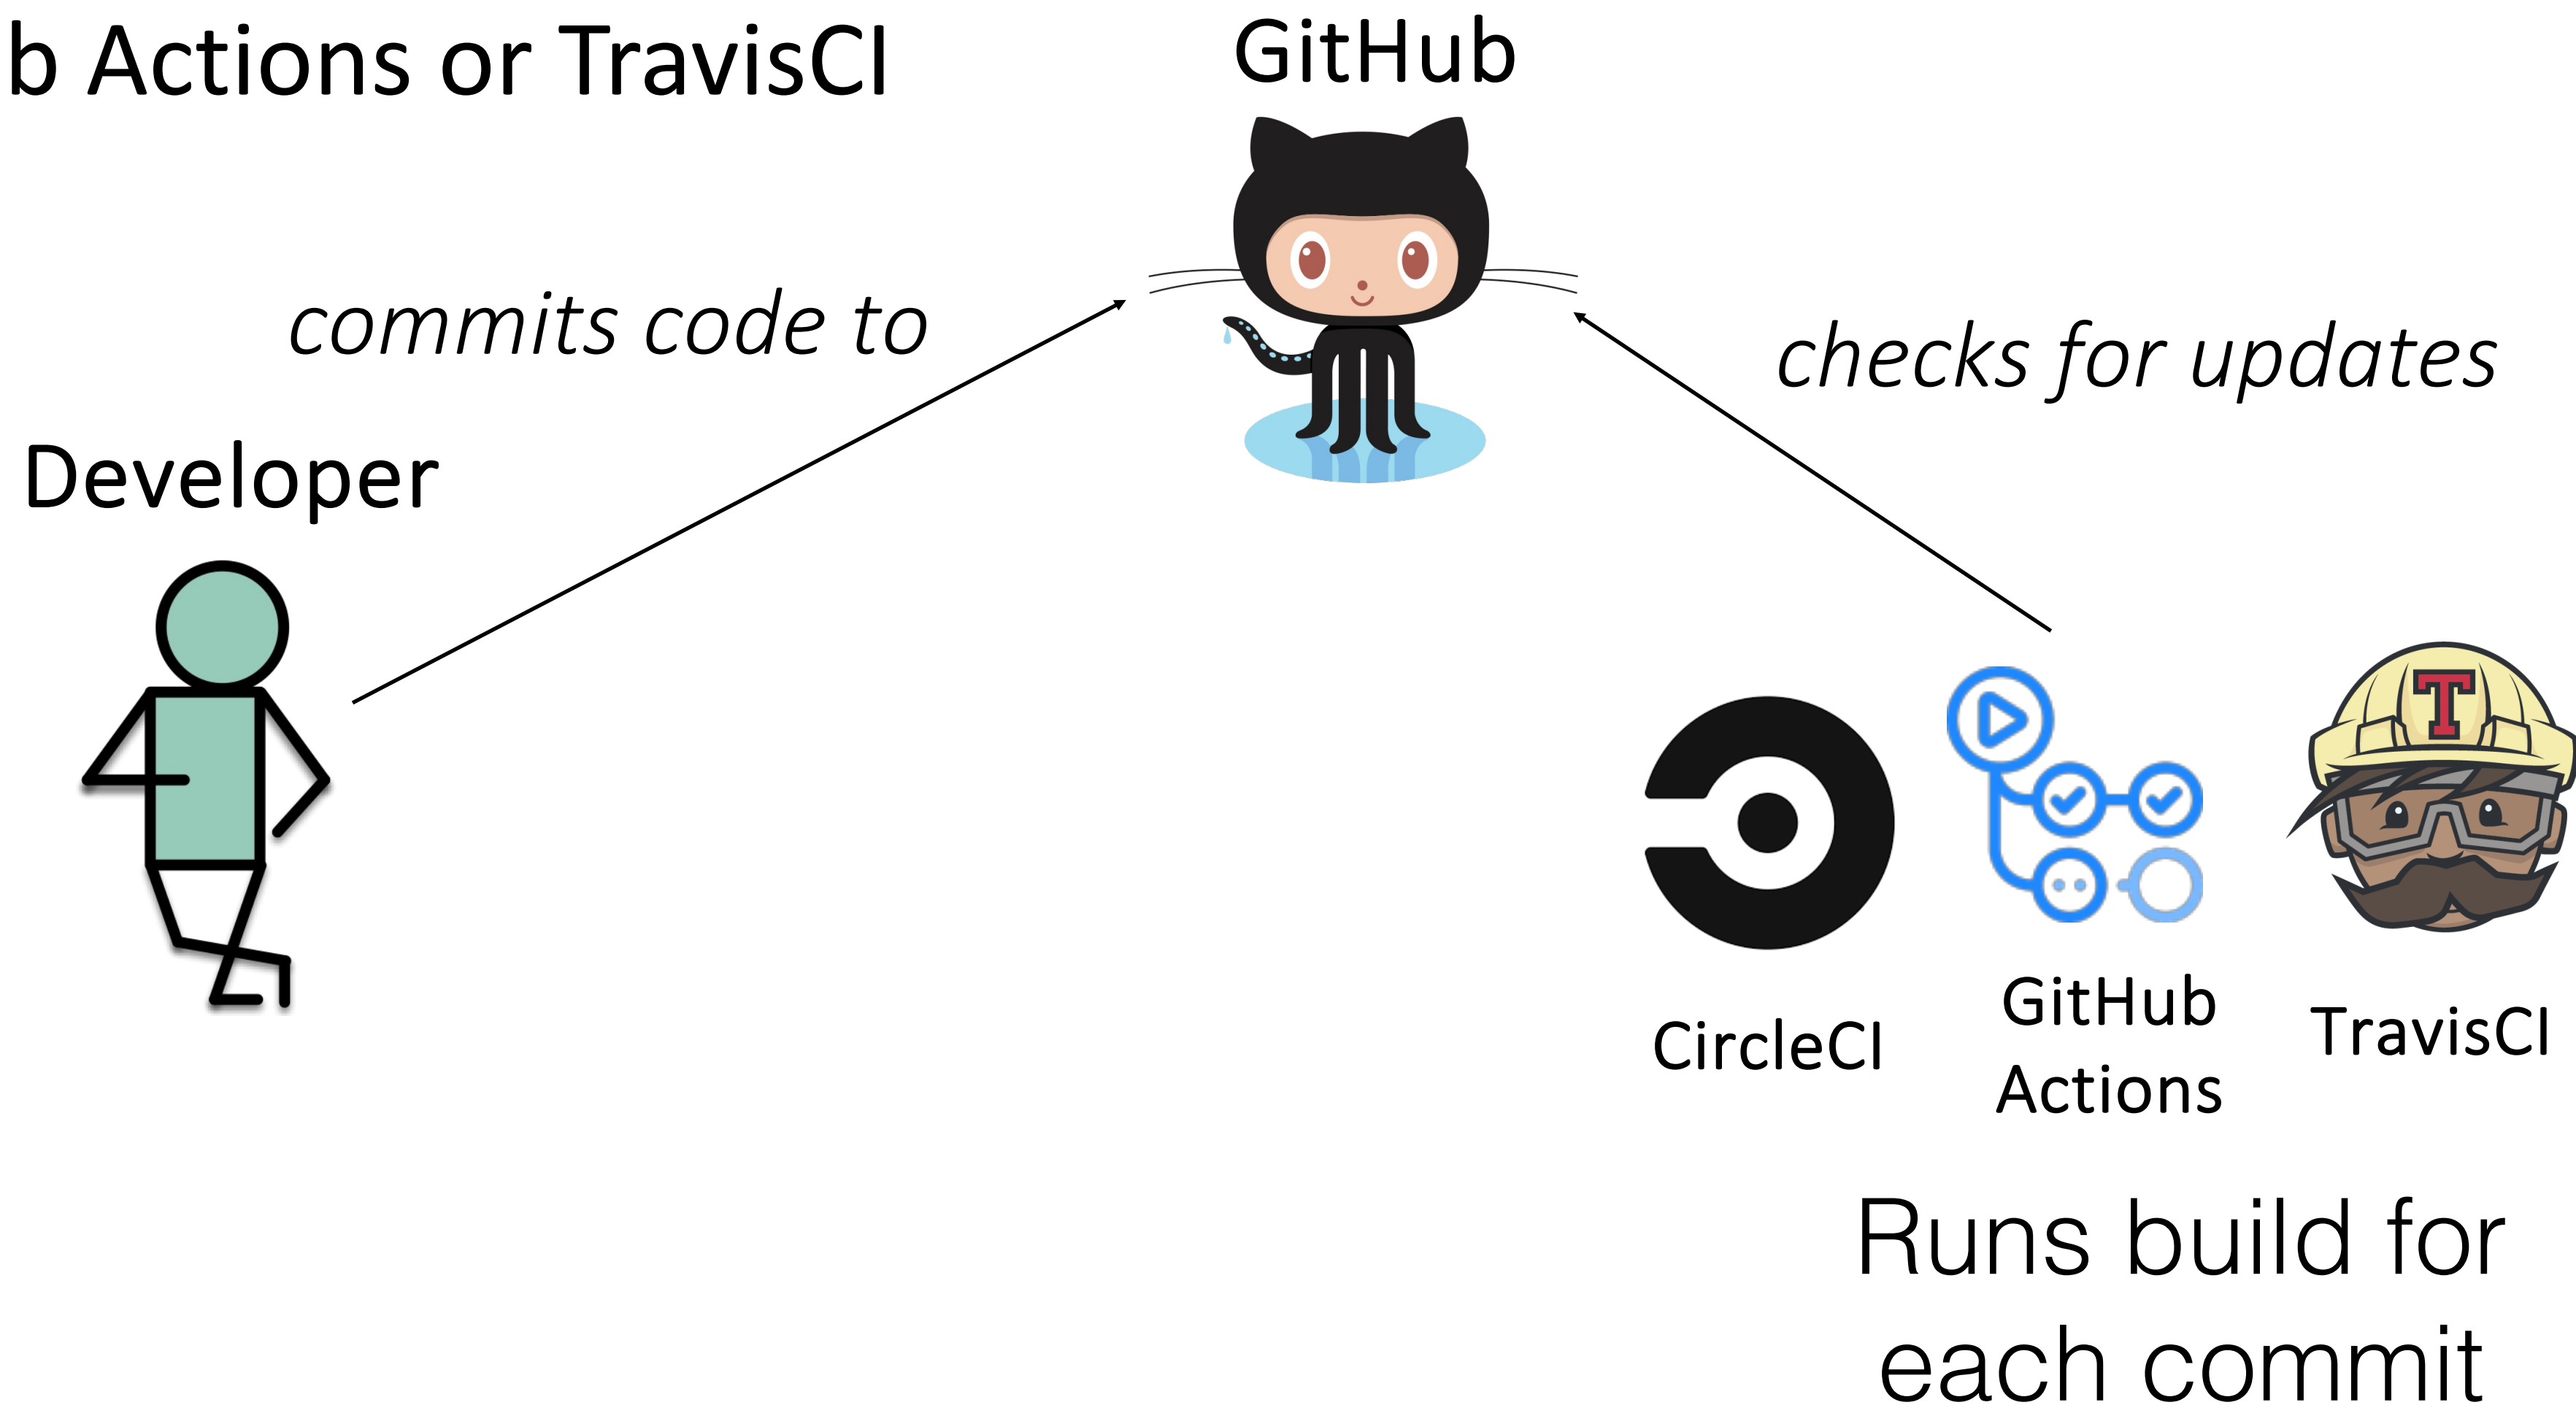 b Actions or TravisCI
GitHub
commits code to
checks for updates
Developer
T
CircleCI
GitHub
Actions
TravisCI
Runs build for
each commit